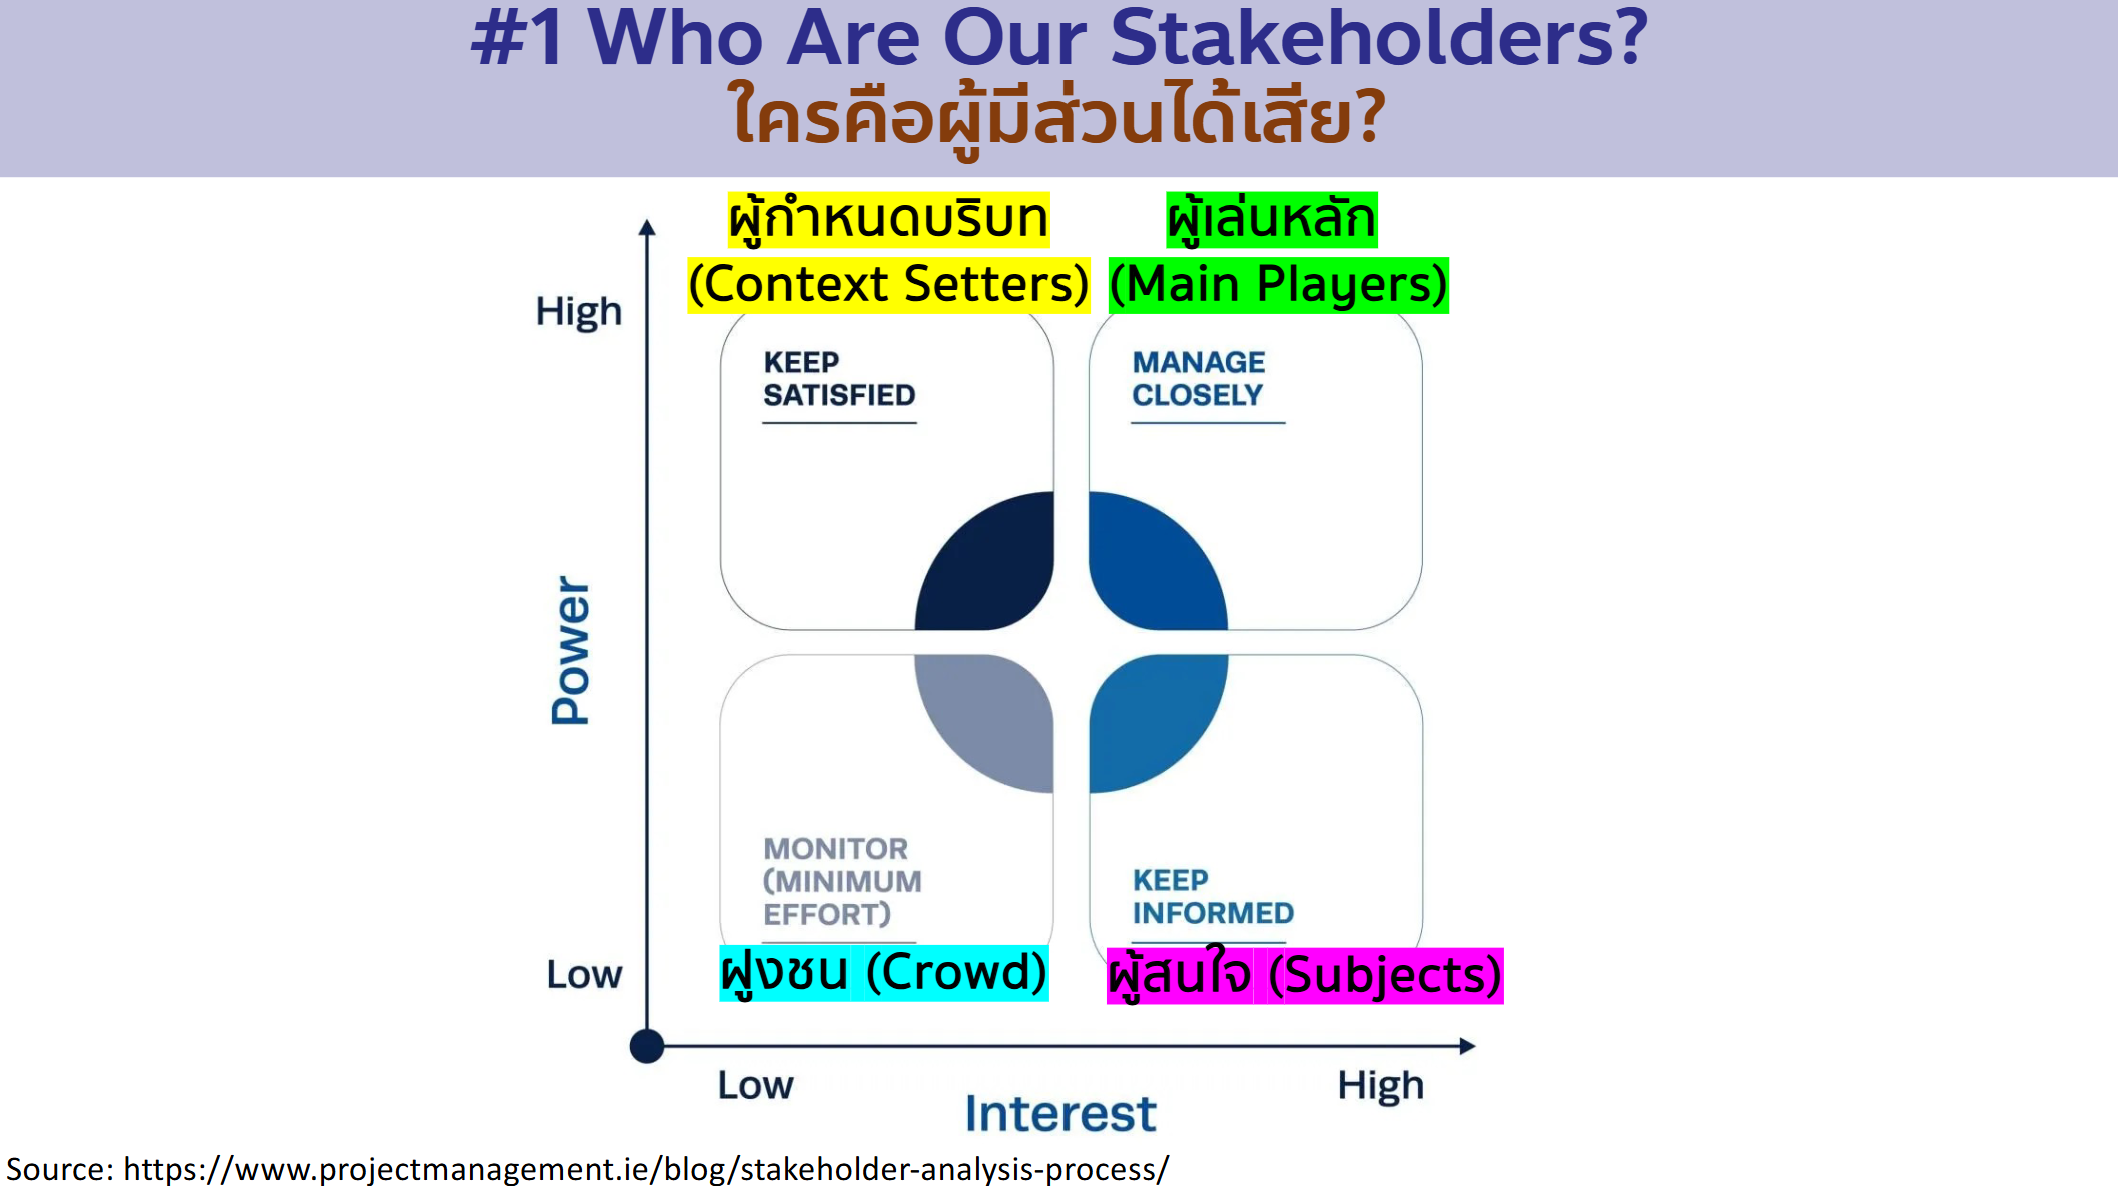 #1 Who Are Our Stakeholders?
ใครคือผู้มีส่วนได้เสีย?
ผู้กำหนดบริบท
(Context Setters)
ผู้เล่นหลัก
(Main Players)
High
KEEP
SATISFIED
MANAGE
CLOSELY
Power
MONITOR
(MINIMUM
EFFORT)
KEEP
INFORMED
Low
ฝูงชน (Crowd)
ผู้สนใจ (Subjects)
Low
High
Interest
Source: https://www.projectmanagement.ie/blog/stakeholder-analysis-process/